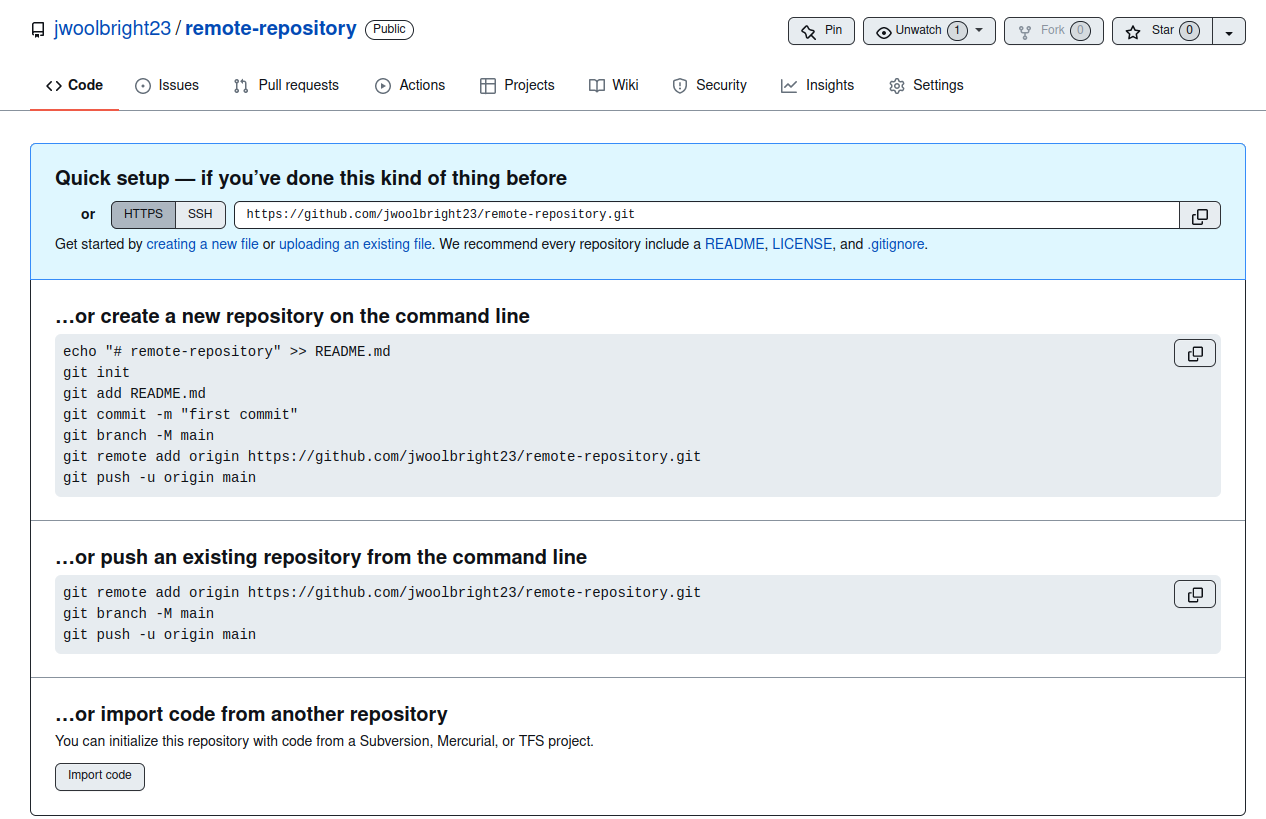 jwoolbright23 / remote-repository Public
Pin Unwatch 1 Fork 0 Star 0
Code Issues Pull requests Actions Projects Wiki Security Insights Settings
Quick setup — if you’ve done this kind of thing before
or HTTPS SSH https://github.com/jwoolbright23/remote-repository.git
Get started by creating a new file or uploading an existing file. We recommend every repository include a README, LICENSE, and .gitignore.
…or create a new repository on the command line
echo "# remote-repository" >> README.md
git init
git add README.md
git commit -m "first commit"
git branch -M main
git remote add origin https://github.com/jwoolbright23/remote-repository.git
git push -u origin main
…or push an existing repository from the command line
git remote add origin https://github.com/jwoolbright23/remote-repository.git
git branch -M main
git push -u origin main
…or import code from another repository
You can initialize this repository with code from a Subversion, Mercurial, or TFS project.
Import code